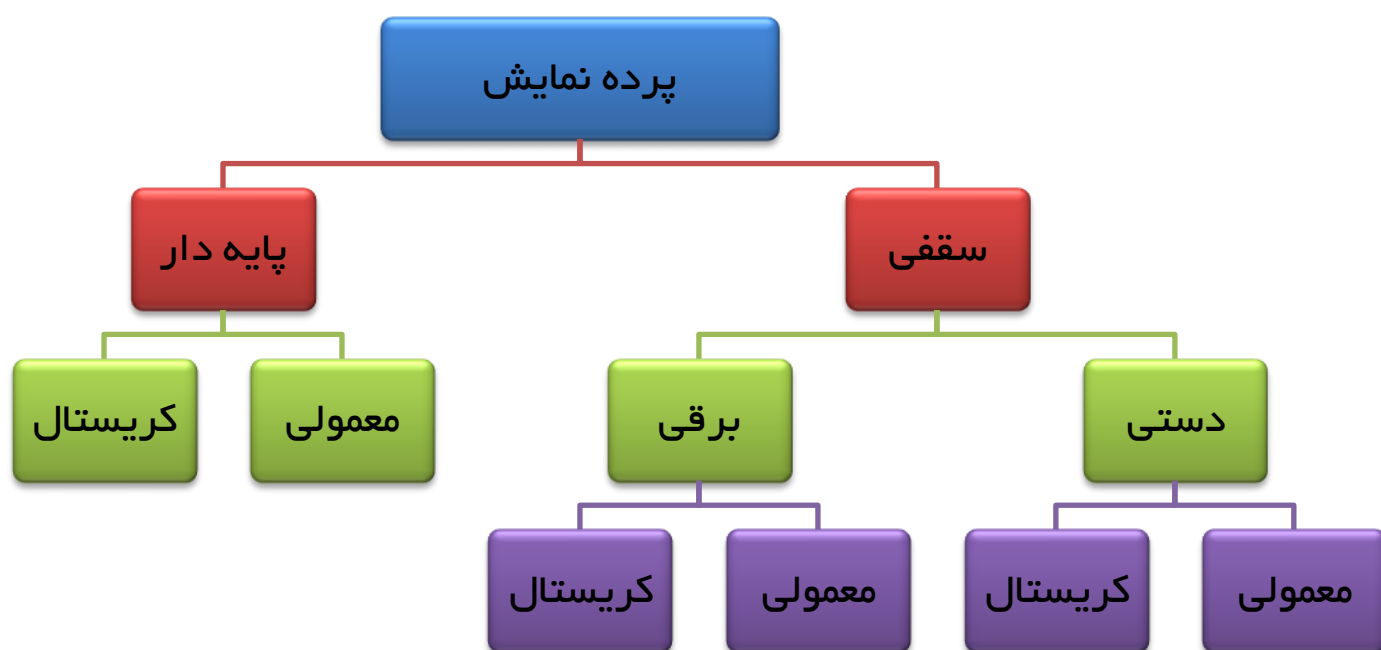 پرده نمایش
سقفی
پایه دار
دستی
برقی
معمولی
کریستال
معمولی
کریستال
معمولی
کریستال